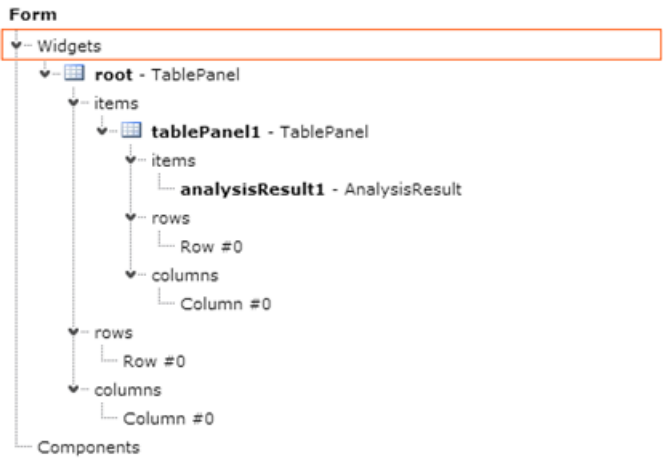 Form
Widgets
root - TablePanel
items
tablePanel1 - TablePanel
items
analysisResult1 - AnalysisResult
rows
Row #0
columns
Column #0
rows
Row #0
columns
Column #0
Components